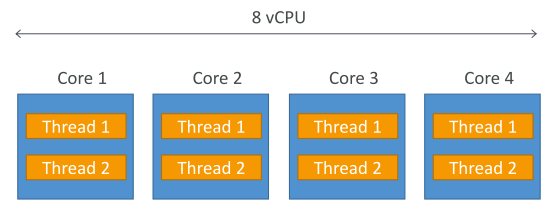 8 vCPU
Core 1 Core 2 Core 3 Core 4
Thread 1 Thread 1 Thread 1 Thread 1
Thread 2 Thread 2 Thread 2 Thread 2